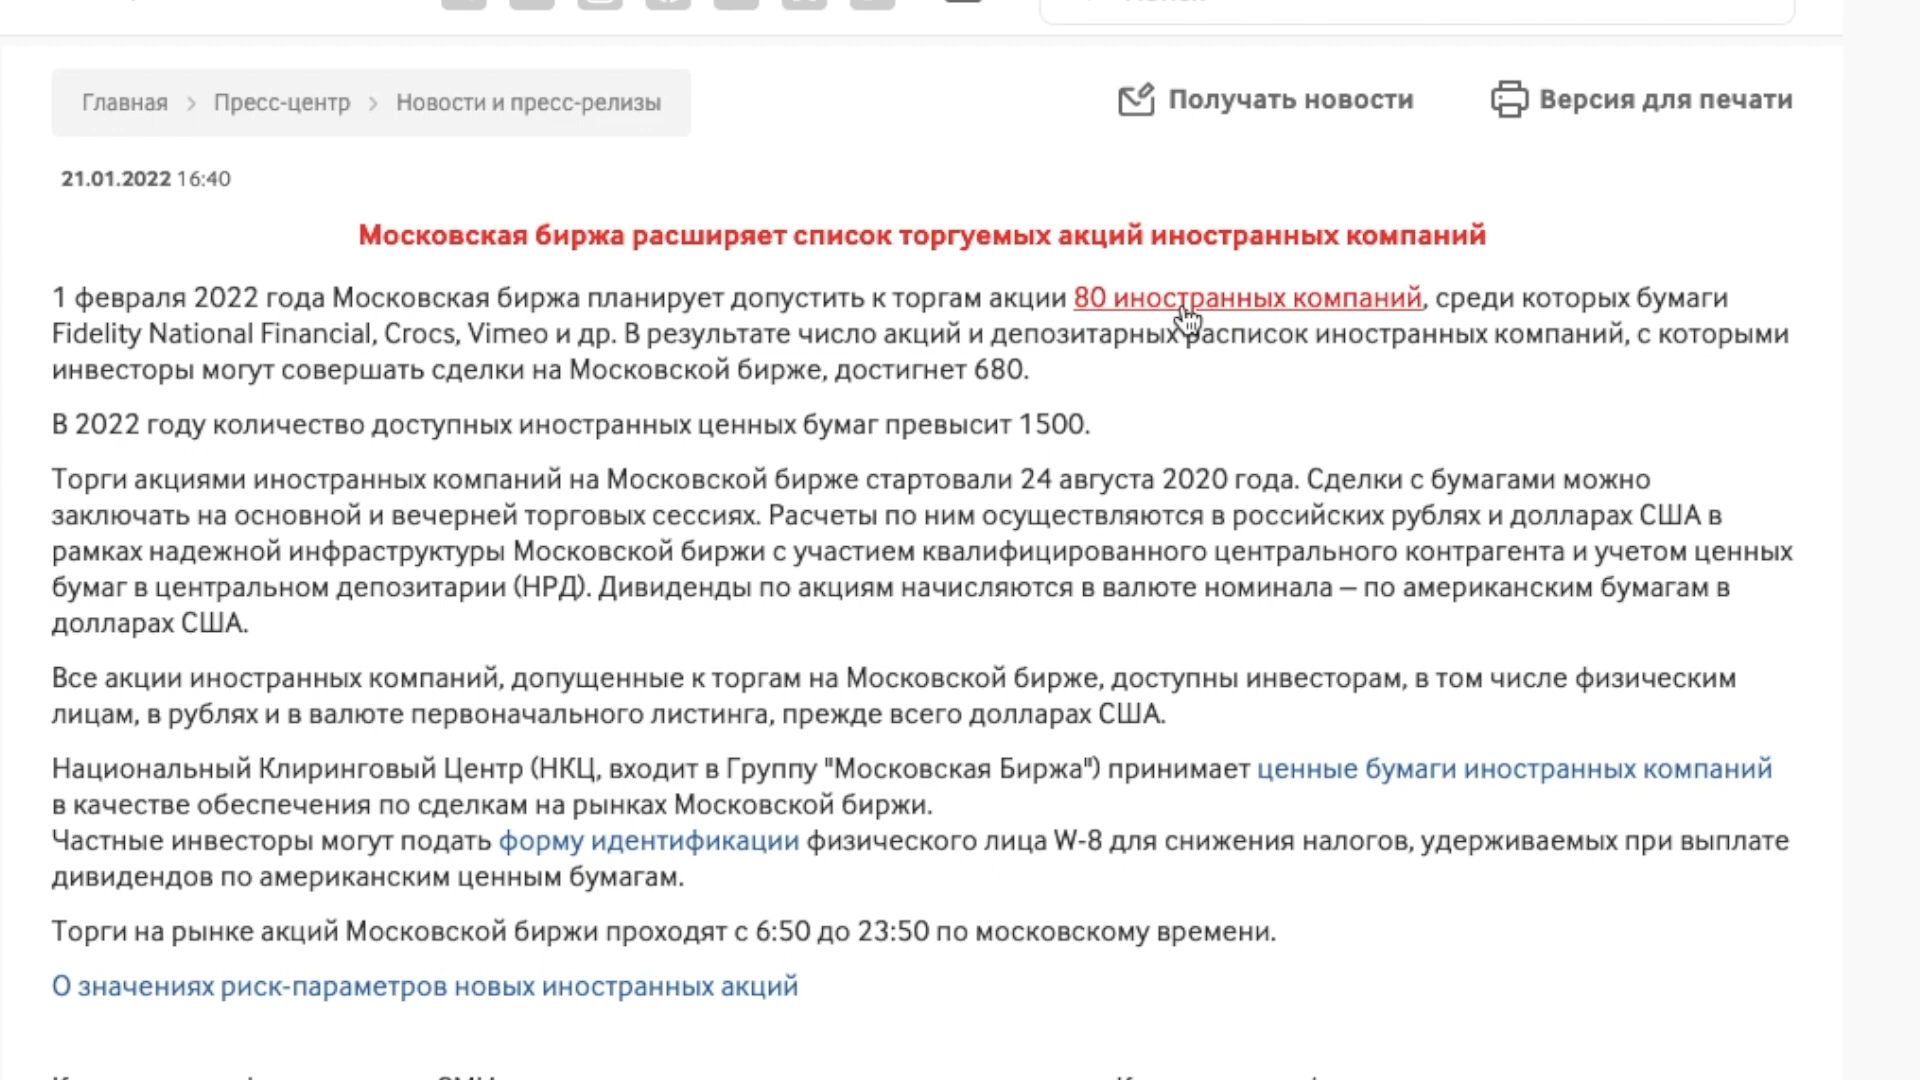 Главная > Пресс-центр > Новости и пресс-релизы
Получать новости
Версия для печати
21.01.2022 16:40
Московская биржа расширяет список торгуемых акций иностранных компаний
1 февраля 2022 года Московская биржа планирует допустить к торгам акции 80 иностранных компаний, среди которых бумаги
Fidelity National Financial, Crocs, Vimeo и др. В результате число акций и депозитарных расписок иностранных компаний, с которыми
инвесторы могут совершать сделки на Московской бирже, достигнет 680.
В 2022 году количество доступных иностранных ценных бумаг превысит 1500.
Торги акциями иностранных компаний на Московской бирже стартовали 24 августа 2020 года. Сделки с бумагами можно
заключать на основной и вечерней торговых сессиях. Расчеты по ним осуществляются в российских рублях и долларах США в
рамках надежной инфраструктуры Московской биржи с участием квалифицированного центрального контрагента и учетом ценных
бумаг в центральном депозитарии (НРД). Дивиденды по акциям начисляются в валюте номинала – по американским бумагам в
долларах США.
Все акции иностранных компаний, допущенные к торгам на Московской бирже, доступны инвесторам, в том числе физическим
лицам, в рублях и в валюте первоначального листинга, прежде всего долларах США.
Национальный Клиринговый Центр (НКЦ, входит в Группу "Московская Биржа") принимает ценные бумаги иностранных компаний
в качестве обеспечения по сделкам на рынках Московской биржи.
Частные инвесторы могут подать форму идентификации физического лица W-8 для снижения налогов, удерживаемых при выплате
дивидендов по американским ценным бумагам.
Торги на рынке акций Московской биржи проходят с 6:50 до 23:50 по московскому времени.
О значениях риск-параметров новых иностранных акций